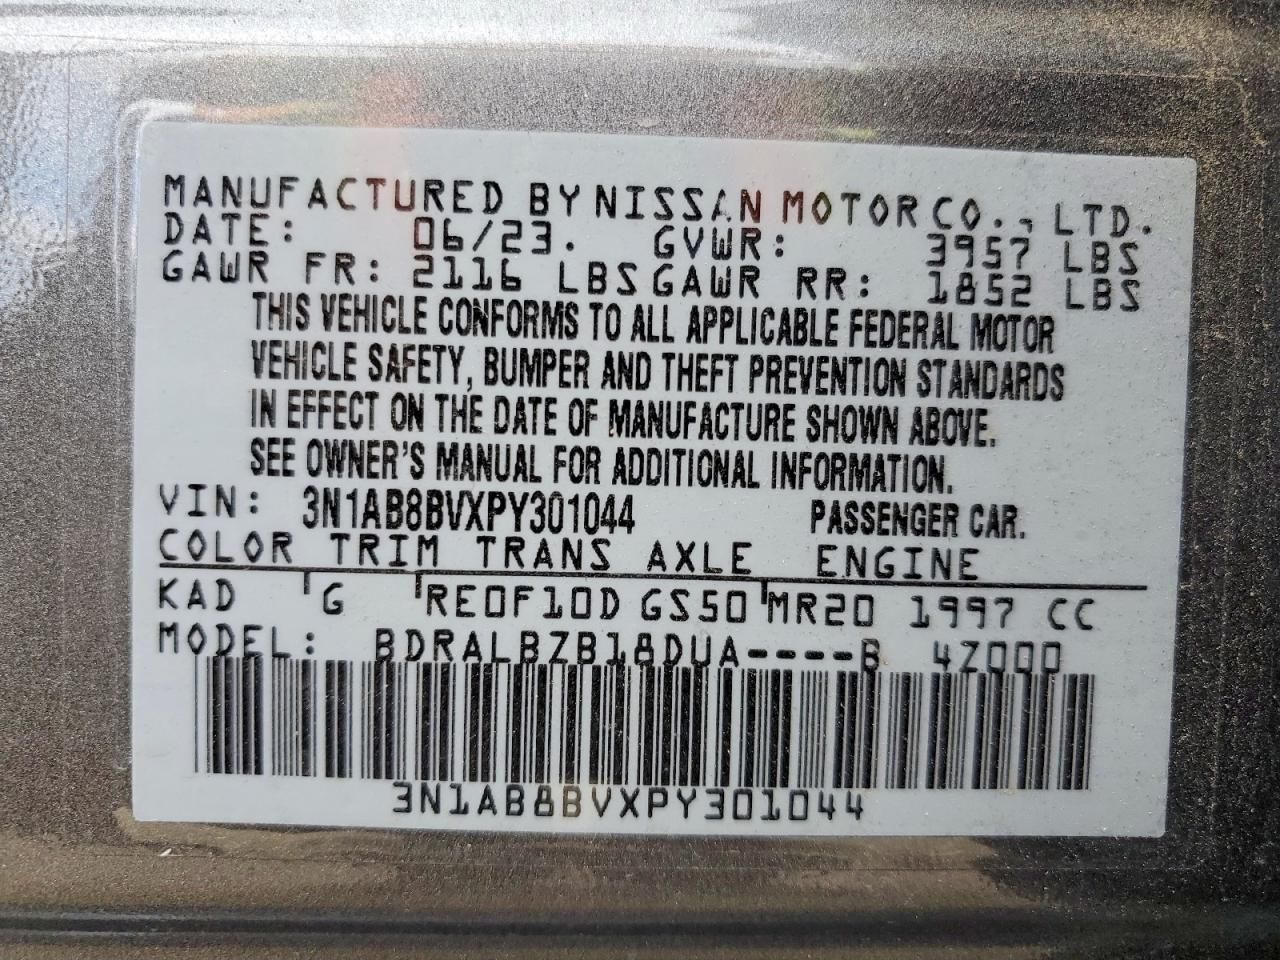 MANUFACTURED BY NISSAN MOTOR CO., LTD.
DATE: 06/23. GVWR: 3957 LBS
GAWR FR: 2116 LBS GAWR RR: 1852 LBS
THIS VEHICLE CONFORMS TO ALL APPLICABLE FEDERAL MOTOR
VEHICLE SAFETY, BUMPER AND THEFT PREVENTION STANDARDS
IN EFFECT ON THE DATE OF MANUFACTURE SHOWN ABOVE.
SEE OWNER'S MANUAL FOR ADDITIONAL INFORMATION.
VIN: 3N1AB8BVXPY301044 PASSENGER CAR.
COLOR TRIM TRANS AXLE ENGINE
KAD G RE0F10D GS50 MR20 1997 CC
MODEL: BDRALBZB18DUA----B 4Z000
3N1AB8BVXPY301044